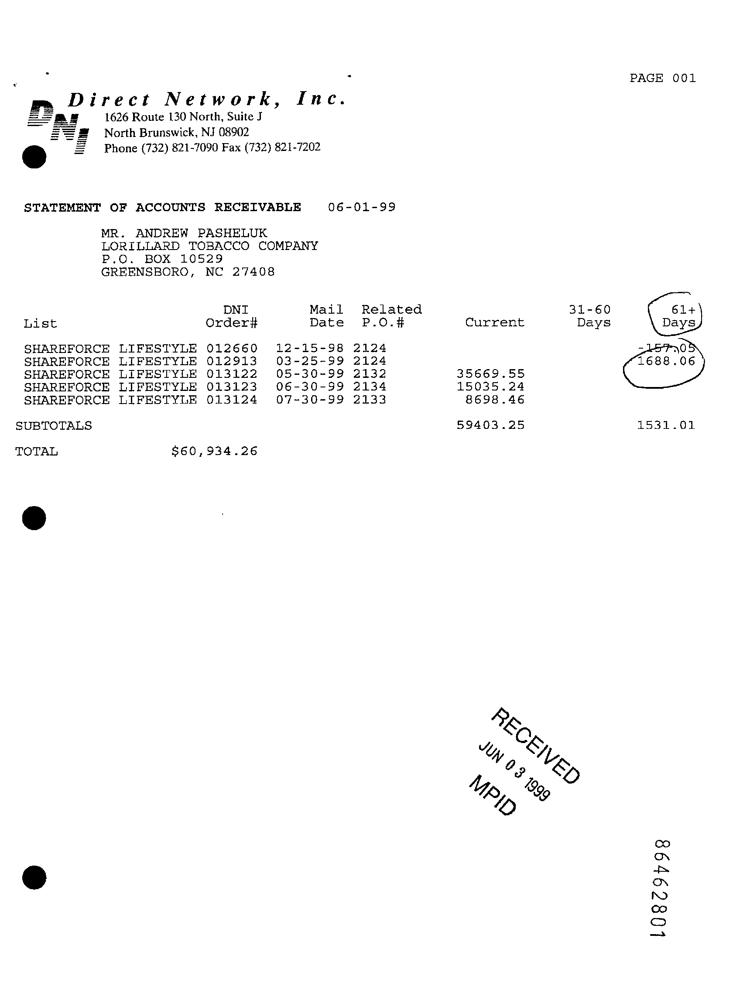 PAGE 001
Direct Network, Inc.
DNI
1626 Route 130 North, Suite J
North Brunswick, NJ 08902
Phone (732) 821-7090 Fax (732) 821-7202
STATEMENT OF ACCOUNTS RECEIVABLE 06-01-99
MR. ANDREW PASHELUK
LORILLARD TOBACCO COMPANY
P.O. BOX 10529
GREENSBORO, NC 27408
DNI Mail Related 31-60 61+
List Order# Date P.O.# Current Days Days
SHAREFORCE LIFESTYLE 012660 12-15-98 2124 -157.05
SHAREFORCE LIFESTYLE 012913 03-25-99 2124 1688.06
SHAREFORCE LIFESTYLE 013122 05-30-99 2132 35669.55
SHAREFORCE LIFESTYLE 013123 06-30-99 2134 15035.24
SHAREFORCE LIFESTYLE 013124 07-30-99 2133 8698.46
SUBTOTALS 59403.25 1531.01
TOTAL $60,934.26
RECEIVED
JUN 03 1999
MPID
86462801